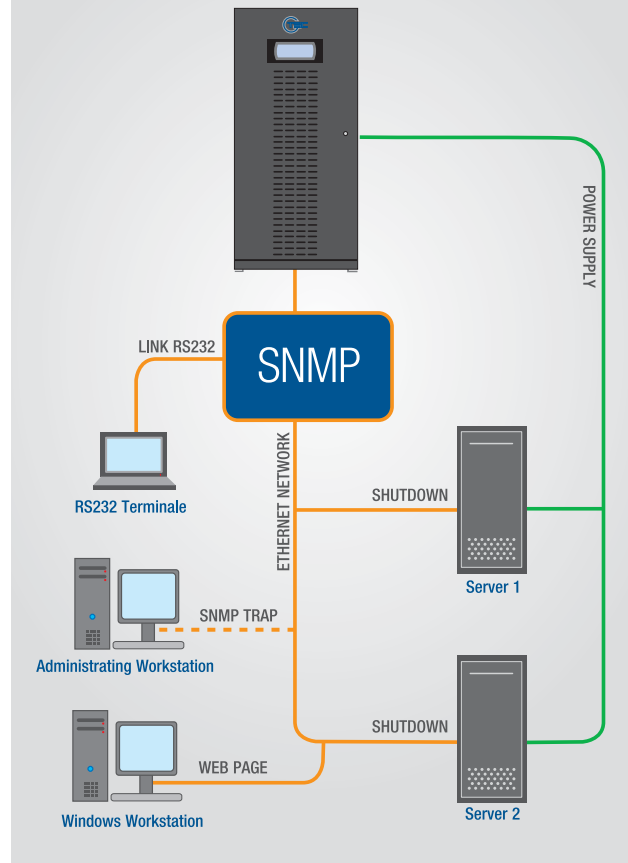 POWER SUPPLY
LINK RS232
SNMP
RS232 Terminale
ETHERNET NETWORK
SHUTDOWN
Server 1
SNMP TRAP
Administrating Workstation
SHUTDOWN
WEB PAGE
Windows Workstation
Server 2